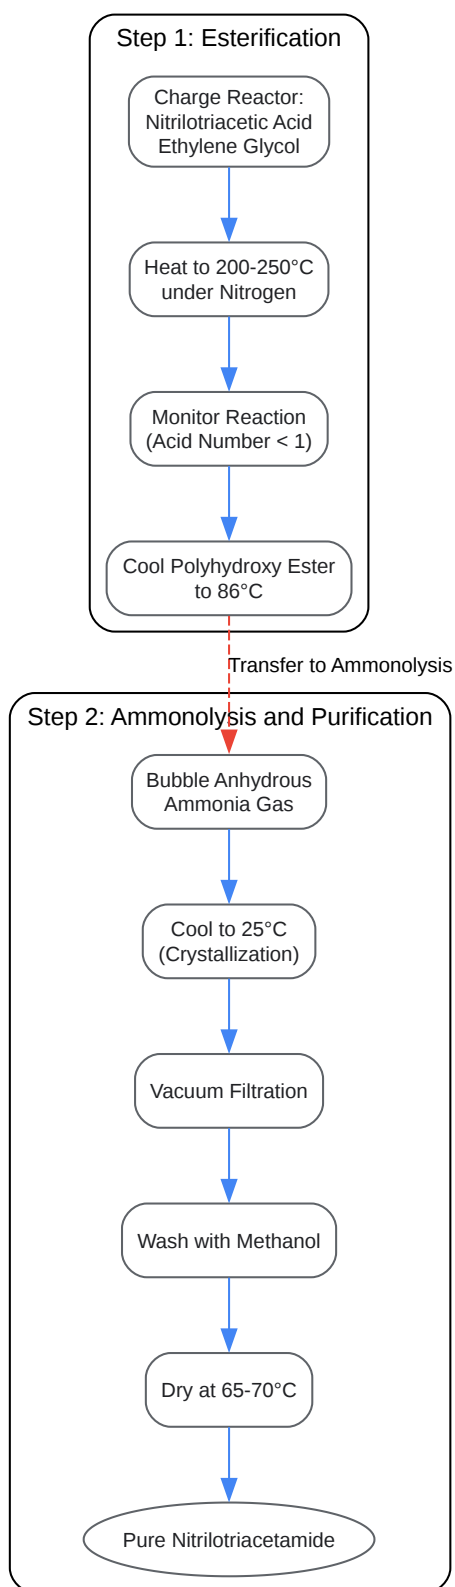 Step 1: Esterification
Charge Reactor:
Nitrilotriacetic Acid
Ethylene Glycol
Heat to 200-250°C
under Nitrogen
Monitor Reaction
(Acid Number < 1)
Cool Polyhydroxy Ester
to 86°C
Transfer to Ammonolysis
Step 2: Ammonolysis and Purification
Bubble Anhydrous
Ammonia Gas
Cool to 25°C
(Crystallization)
Vacuum Filtration
Wash with Methanol
Dry at 65-70°C
Pure Nitrilotriacetamide